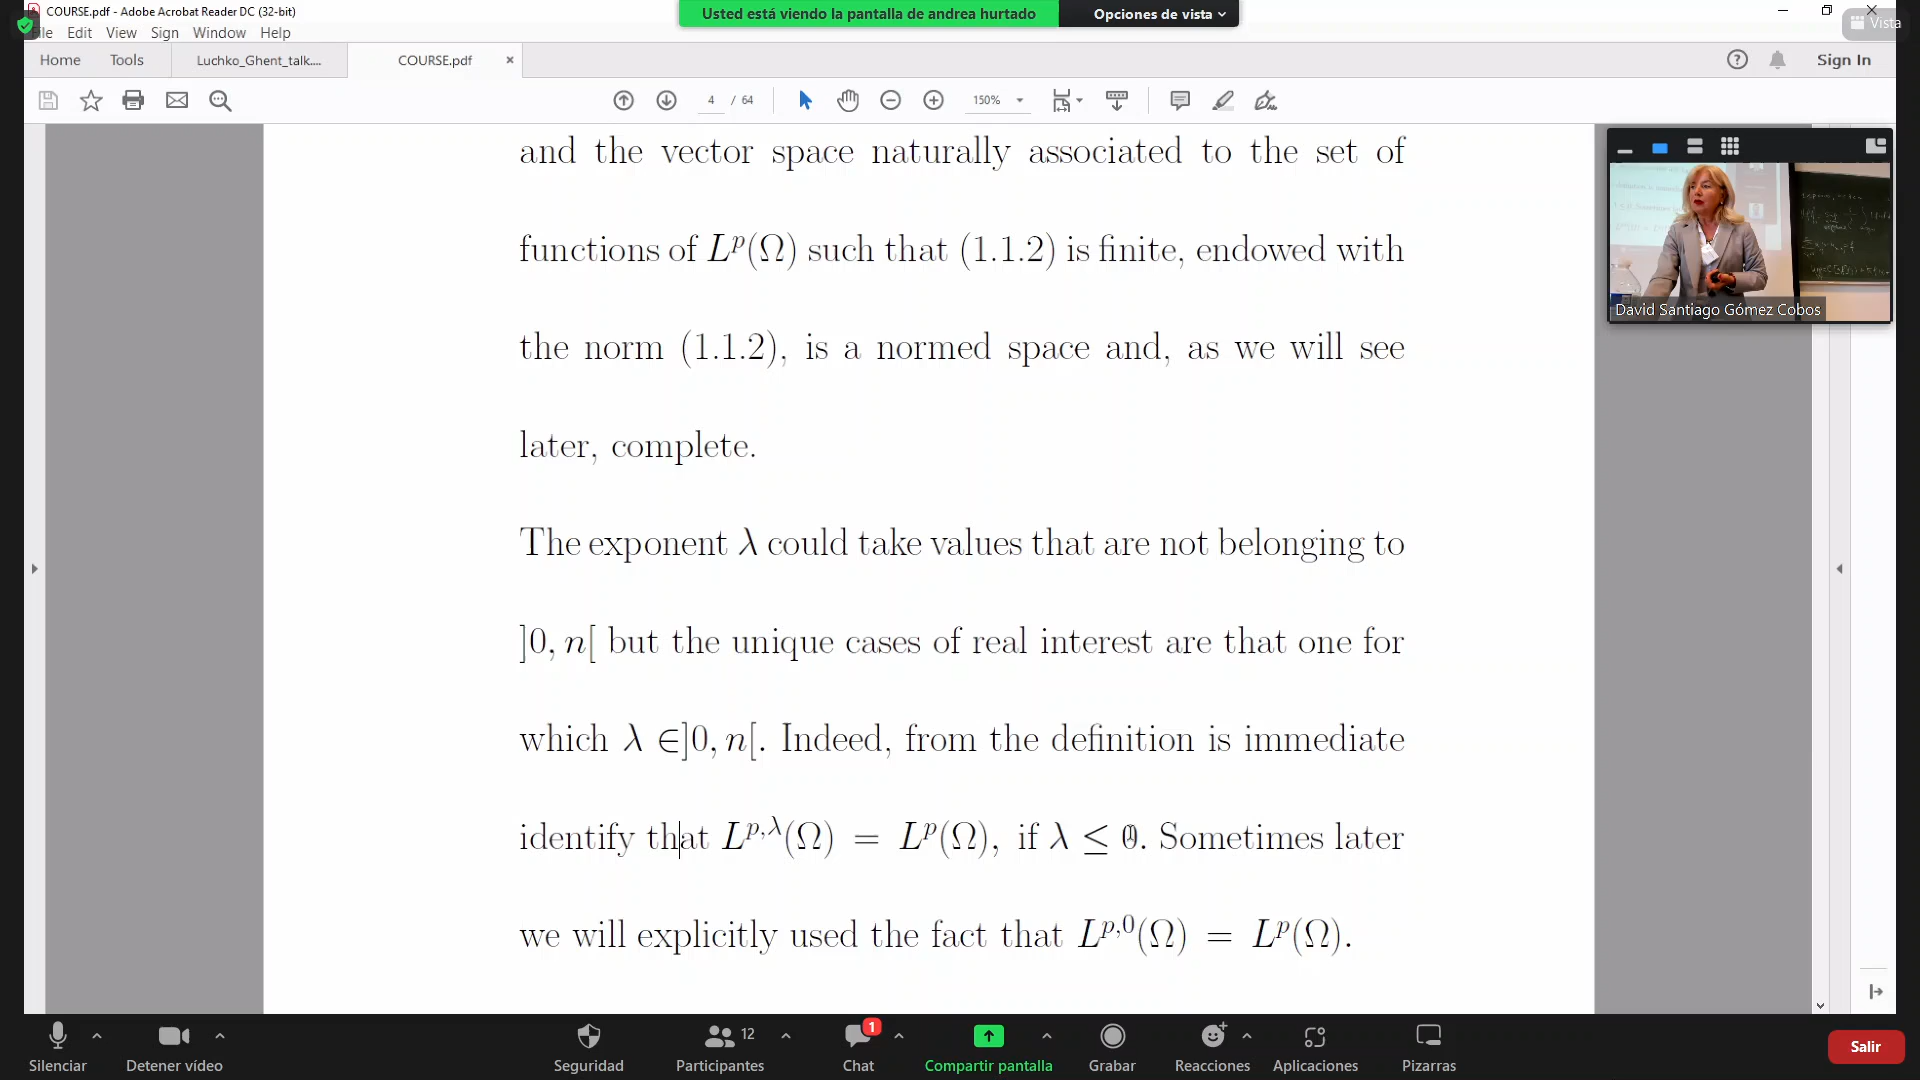 COURSE.pdf - Adobe Acrobat Reader DC (32-bit)
Usted está viendo la pantalla de andrea hurtado
Opciones de vista
Vista
File Edit View Sign Window Help
Home Tools Luchko_Ghent_talk.... COURSE.pdf × Sign In
4 / 64 150%
and the vector space naturally associated to the set of
functions of Lᵖ(Ω) such that (1.1.2) is finite, endowed with
the norm (1.1.2), is a normed space and, as we will see
later, complete.
The exponent λ could take values that are not belonging to
]0, n[ but the unique cases of real interest are that one for
which λ ∈]0, n[. Indeed, from the definition is immediate
identify that L^{p,λ}(Ω) = Lᵖ(Ω), if λ ≤ 0. Sometimes later
we will explicitly used the fact that L^{p,0}(Ω) = Lᵖ(Ω).
David Santiago Gómez Cobos
12 1
Silenciar Detener vídeo Seguridad Participantes Chat Compartir pantalla Grabar Reacciones Aplicaciones Pizarras Salir